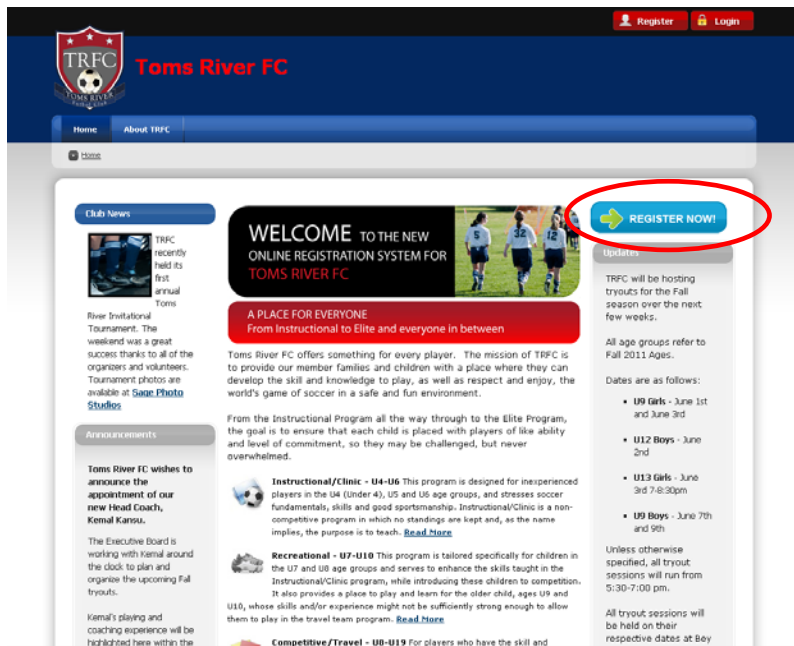 Register
Login
TRFC
TOMS RIVER
Futbol Club
Toms River FC
Home
About TRFC
Home
Club News
TRFC
recently
held its
first
annual
Toms
River Invitational
Tournament. The
weekend was a great
success thanks to all of the
organizers and volunteers.
Tournament photos are
available at Sage Photo
Studios
Announcements
Toms River FC wishes to
announce the
appointment of our
new Head Coach,
Kemal Kansu.
The Executive Board is
working with Kemal around
the clock to plan and
organize the upcoming Fall
tryouts.
Kemal's playing and
coaching experience will be
highlighted here within the
WELCOME TO THE NEW
ONLINE REGISTRATION SYSTEM FOR
TOMS RIVER FC
5
32
12
A PLACE FOR EVERYONE
From Instructional to Elite and everyone in between
Toms River FC offers something for every player. The mission of TRFC is
to provide our member families and children with a place where they can
develop the skill and knowledge to play, as well as respect and enjoy, the
world's game of soccer in a safe and fun environment.
From the Instructional Program all the way through to the Elite Program,
the goal is to ensure that each child is placed with players of like ability
and level of commitment, so they may be challenged, but never
overwhelmed.
Instructional/Clinic - U4-U6 This program is designed for inexperienced
players in the U4 (Under 4), U5 and U6 age groups, and stresses soccer
fundamentals, skills and good sportsmanship. Instructional/Clinic is a non-
competitive program in which no standings are kept and, as the name
implies, the purpose is to teach. Read More
Recreational - U7-U10 This program is tailored specifically for children in
the U7 and U8 age groups and serves to enhance the skills taught in the
Instructional/Clinic program, while introducing these children to competition.
It also provides a place to play and learn for the older child, ages U9 and
U10, whose skills and/or experience might not be sufficiently strong enough to allow
them to play in the travel team program. Read More
Competitive/Travel - U8-U19 For players who have the skill and
REGISTER NOW!
Updates
TRFC will be hosting
tryouts for the Fall
season over the next
few weeks.
All age groups refer to
Fall 2011 Ages.
Dates are as follows:
• U9 Girls - June 1st
and June 3rd
• U12 Boys - June
2nd
• U13 Girls - June
3rd 7-8:30pm
• U9 Boys - June 7th
and 9th
Unless otherwise
specified, all tryout
sessions will run from
5:30-7:00 pm.
All tryout sessions will
be held on their
respective dates at Bey